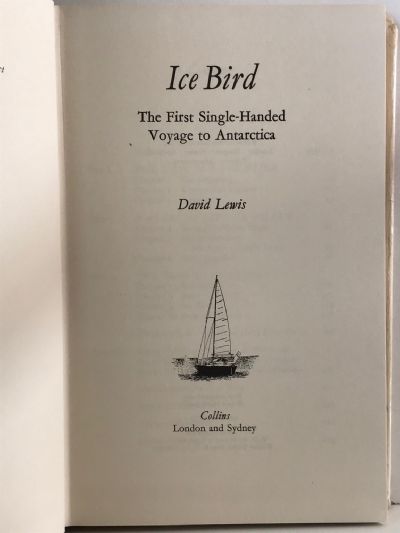 Ice Bird
The First Single-Handed
Voyage to Antarctica
David Lewis
Collins
London and Sydney